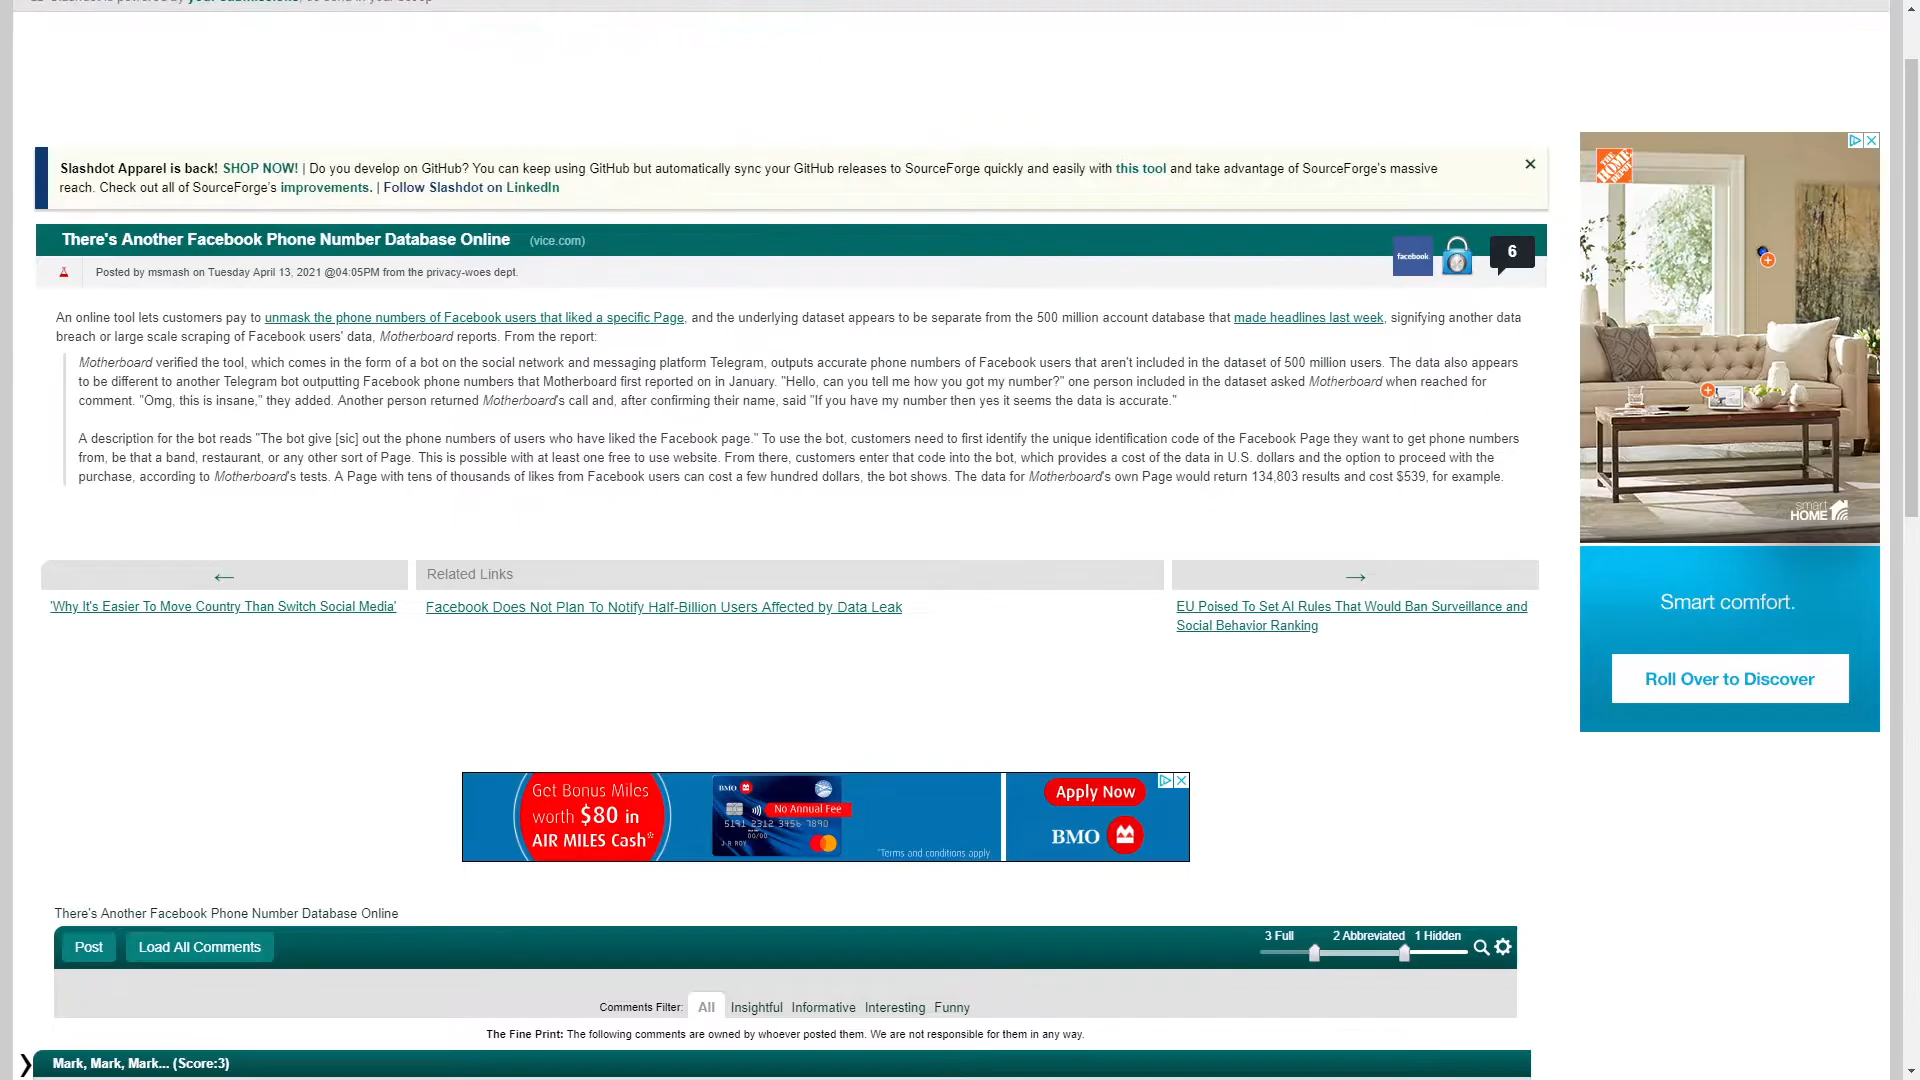 Slashdot is powered by your submissions, so send in your scoop
Slashdot Apparel is back! SHOP NOW! | Do you develop on GitHub? You can keep using GitHub but automatically sync your GitHub releases to SourceForge quickly and easily with this tool and take advantage of SourceForge's massive
reach. Check out all of SourceForge's improvements. | Follow Slashdot on LinkedIn
There's Another Facebook Phone Number Database Online (vice.com)
facebook
6
Posted by msmash on Tuesday April 13, 2021 @04:05PM from the privacy-woes dept.
An online tool lets customers pay to unmask the phone numbers of Facebook users that liked a specific Page, and the underlying dataset appears to be separate from the 500 million account database that made headlines last week, signifying another data
breach or large scale scraping of Facebook users' data, Motherboard reports. From the report:
Motherboard verified the tool, which comes in the form of a bot on the social network and messaging platform Telegram, outputs accurate phone numbers of Facebook users that aren't included in the dataset of 500 million users. The data also appears
to be different to another Telegram bot outputting Facebook phone numbers that Motherboard first reported on in January. "Hello, can you tell me how you got my number?" one person included in the dataset asked Motherboard when reached for
comment. "Omg, this is insane," they added. Another person returned Motherboard's call and, after confirming their name, said "If you have my number then yes it seems the data is accurate."
A description for the bot reads "The bot give [sic] out the phone numbers of users who have liked the Facebook page." To use the bot, customers need to first identify the unique identification code of the Facebook Page they want to get phone numbers
from, be that a band, restaurant, or any other sort of Page. This is possible with at least one free to use website. From there, customers enter that code into the bot, which provides a cost of the data in U.S. dollars and the option to proceed with the
purchase, according to Motherboard's tests. A Page with tens of thousands of likes from Facebook users can cost a few hundred dollars, the bot shows. The data for Motherboard's own Page would return 134,803 results and cost $539, for example.
←
Related Links
→
'Why It's Easier To Move Country Than Switch Social Media'
Facebook Does Not Plan To Notify Half-Billion Users Affected by Data Leak
EU Poised To Set AI Rules That Would Ban Surveillance and
Social Behavior Ranking
THE HOME DEPOT
smart
HOME
Smart comfort.
Roll Over to Discover
Get Bonus Miles
worth $80 in
AIR MILES Cash*
BMO
No Annual Fee
5191 2312 3456 7890
00/00
J B ROY
*Terms and conditions apply
Apply Now
BMO
There's Another Facebook Phone Number Database Online
Post
Load All Comments
3 Full
2 Abbreviated
1 Hidden
Comments Filter:
All
Insightful
Informative
Interesting
Funny
The Fine Print: The following comments are owned by whoever posted them. We are not responsible for them in any way.
Mark, Mark, Mark... (Score:3)